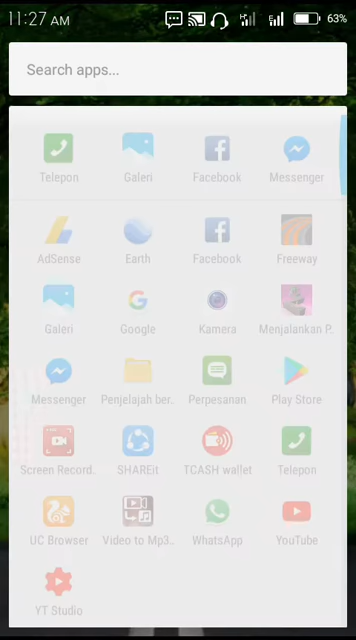 11:27 AM
63%
Search apps...
Telepon
Galeri
Facebook
Messenger
AdSense
Earth
Facebook
Freeway
Galeri
Google
Kamera
Menjalankan P..
Messenger
Penjelajah ber..
Perpesanan
Play Store
Screen Record..
SHAREit
TCASH wallet
Telepon
UC Browser
Video to Mp3..
WhatsApp
YouTube
YT Studio